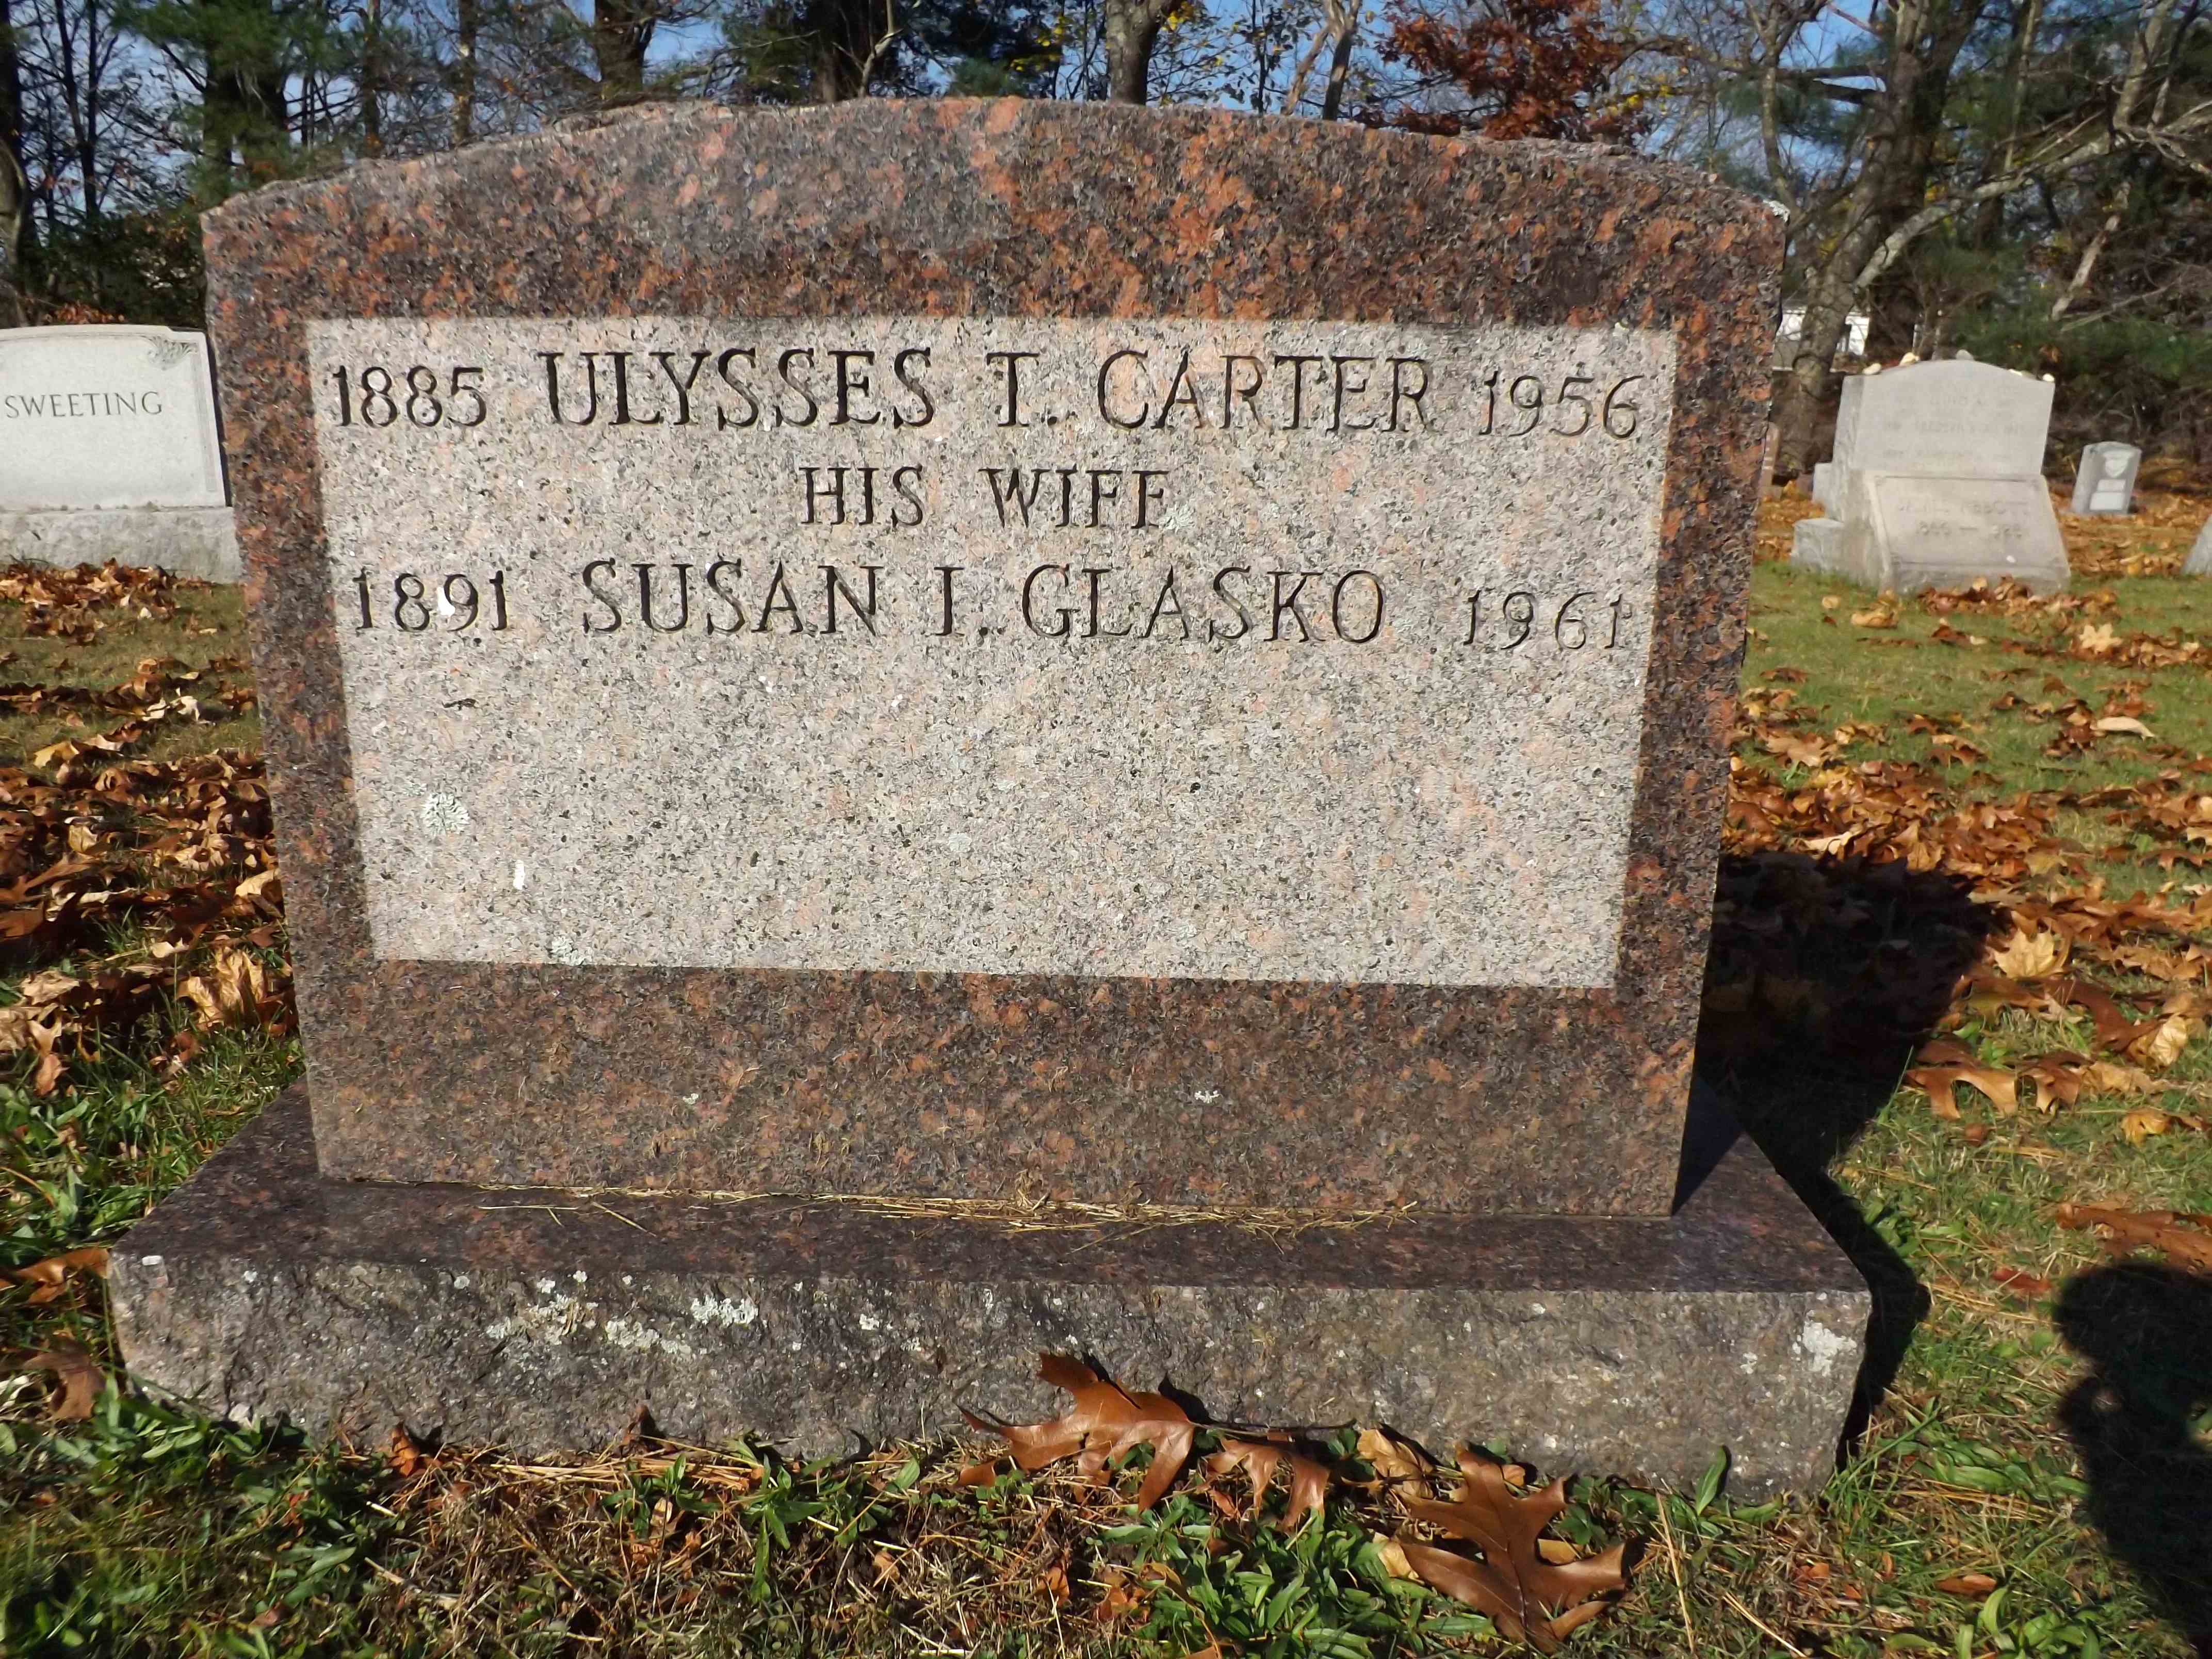 1885 ULYSSES T. CARTER 1956
HIS WIFE
1891 SUSAN I. GLASKO 1961
SWEETING